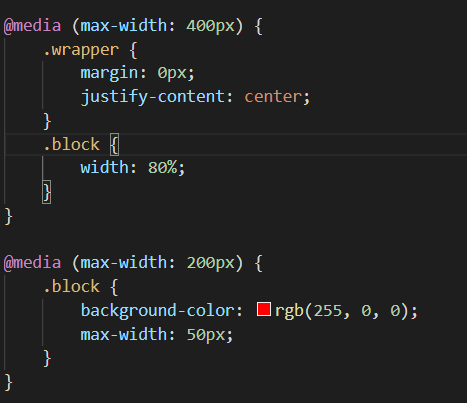 @media (max-width: 400px) {
    .wrapper {
        margin: 0px;
        justify-content: center;
    }
    .block {
        width: 80%;
    }
}

@media (max-width: 200px) {
    .block {
        background-color: rgb(255, 0, 0);
        max-width: 50px;
    }
}